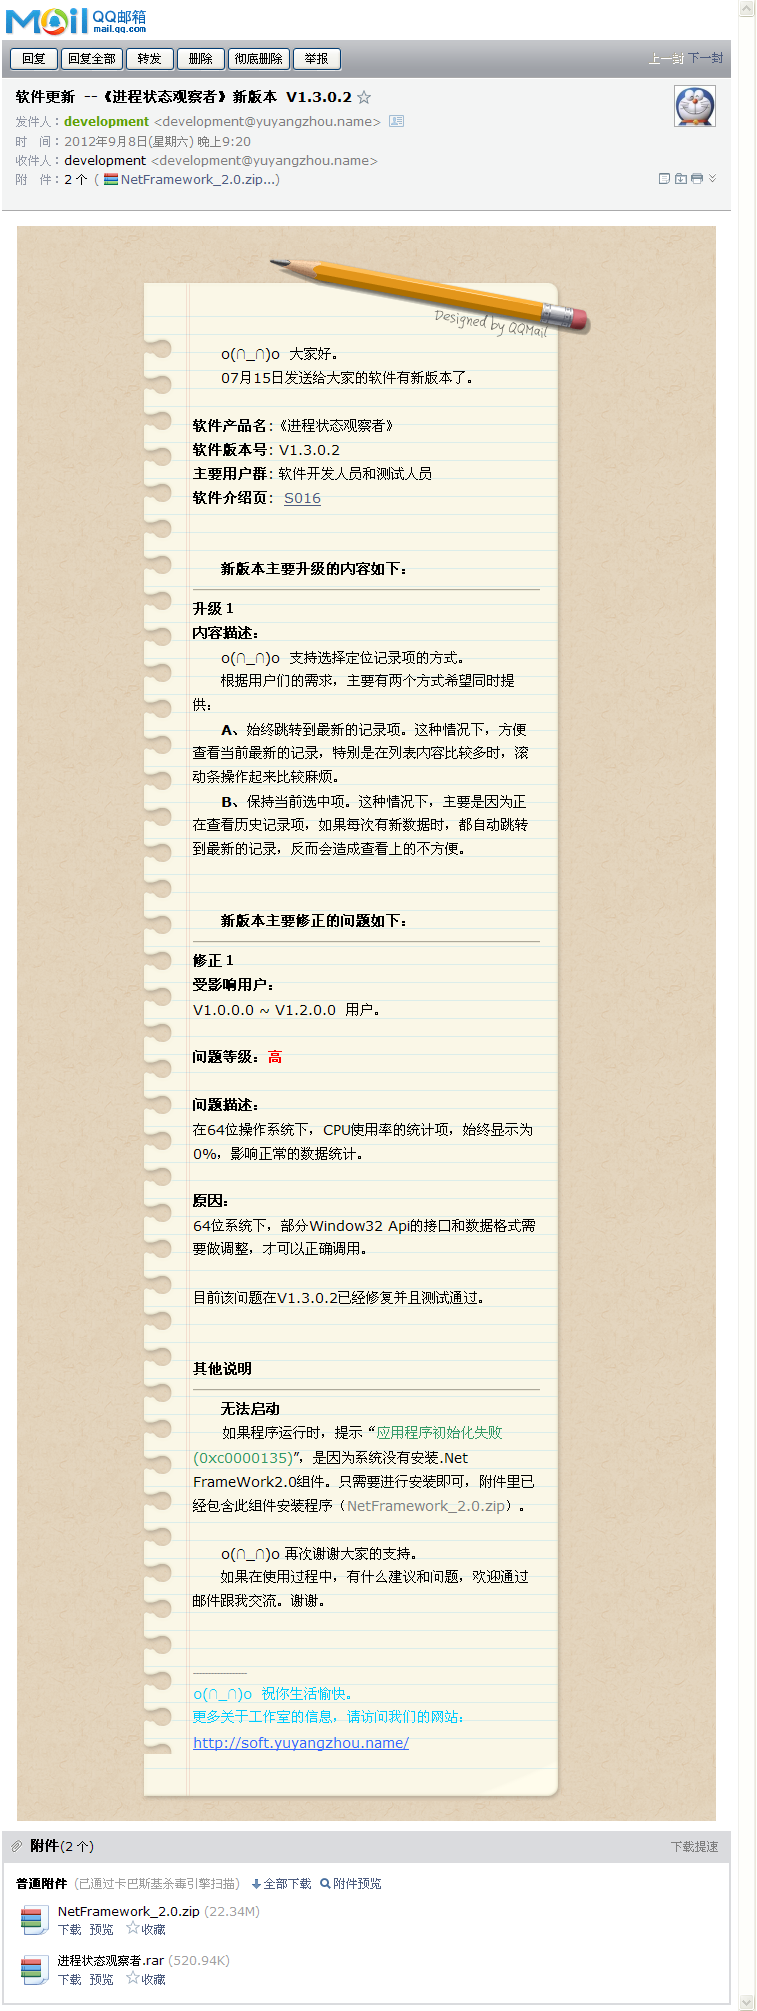 Mail QQ邮箱
mail.qq.com
回复 回复全部 转发 删除 彻底删除 举报 上一封 下一封
软件更新 --《进程状态观察者》新版本 V1.3.0.2
发件人：development <development@yuyangzhou.name>
时 间：2012年9月8日(星期六) 晚上9:20
收件人：development <development@yuyangzhou.name>
附 件：2 个 ( NetFramework_2.0.zip...)
Designed by QQMail
o(∩_∩)o 大家好。
07月15日发送给大家的软件有新版本了。
软件产品名：《进程状态观察者》
软件版本号：V1.3.0.2
主要用户群：软件开发人员和测试人员
软件介绍页： S016
新版本主要升级的内容如下：
升级 1
内容描述：
o(∩_∩)o 支持选择定位记录项的方式。
根据用户们的需求，主要有两个方式希望同时提
供：
A、始终跳转到最新的记录项。这种情况下，方便
查看当前最新的记录，特别是在列表内容比较多时，滚
动条操作起来比较麻烦。
B、保持当前选中项。这种情况下，主要是因为正
在查看历史记录项，如果每次有新数据时，都自动跳转
到最新的记录，反而会造成查看上的不方便。
新版本主要修正的问题如下：
修正 1
受影响用户：
V1.0.0.0 ~ V1.2.0.0 用户。
问题等级：高
问题描述：
在64位操作系统下，CPU使用率的统计项，始终显示为
0%，影响正常的数据统计。
原因：
64位系统下，部分Window32 Api的接口和数据格式需
要做调整，才可以正确调用。
目前该问题在V1.3.0.2已经修复并且测试通过。
其他说明
无法启动
如果程序运行时，提示“应用程序初始化失败
(0xc0000135)”，是因为系统没有安装.Net
FrameWork2.0组件。只需要进行安装即可，附件里已
经包含此组件安装程序（NetFramework_2.0.zip）。
o(∩_∩)o 再次谢谢大家的支持。
如果在使用过程中，有什么建议和问题，欢迎通过
邮件跟我交流。谢谢。
o(∩_∩)o 祝你生活愉快。
更多关于工作室的信息，请访问我们的网站：
http://soft.yuyangzhou.name/
附件(2 个) 下载提速
普通附件 (已通过卡巴斯基杀毒引擎扫描) 全部下载 附件预览
NetFramework_2.0.zip (22.34M)
下载 预览 ☆收藏
进程状态观察者.rar (520.94K)
下载 预览 ☆收藏